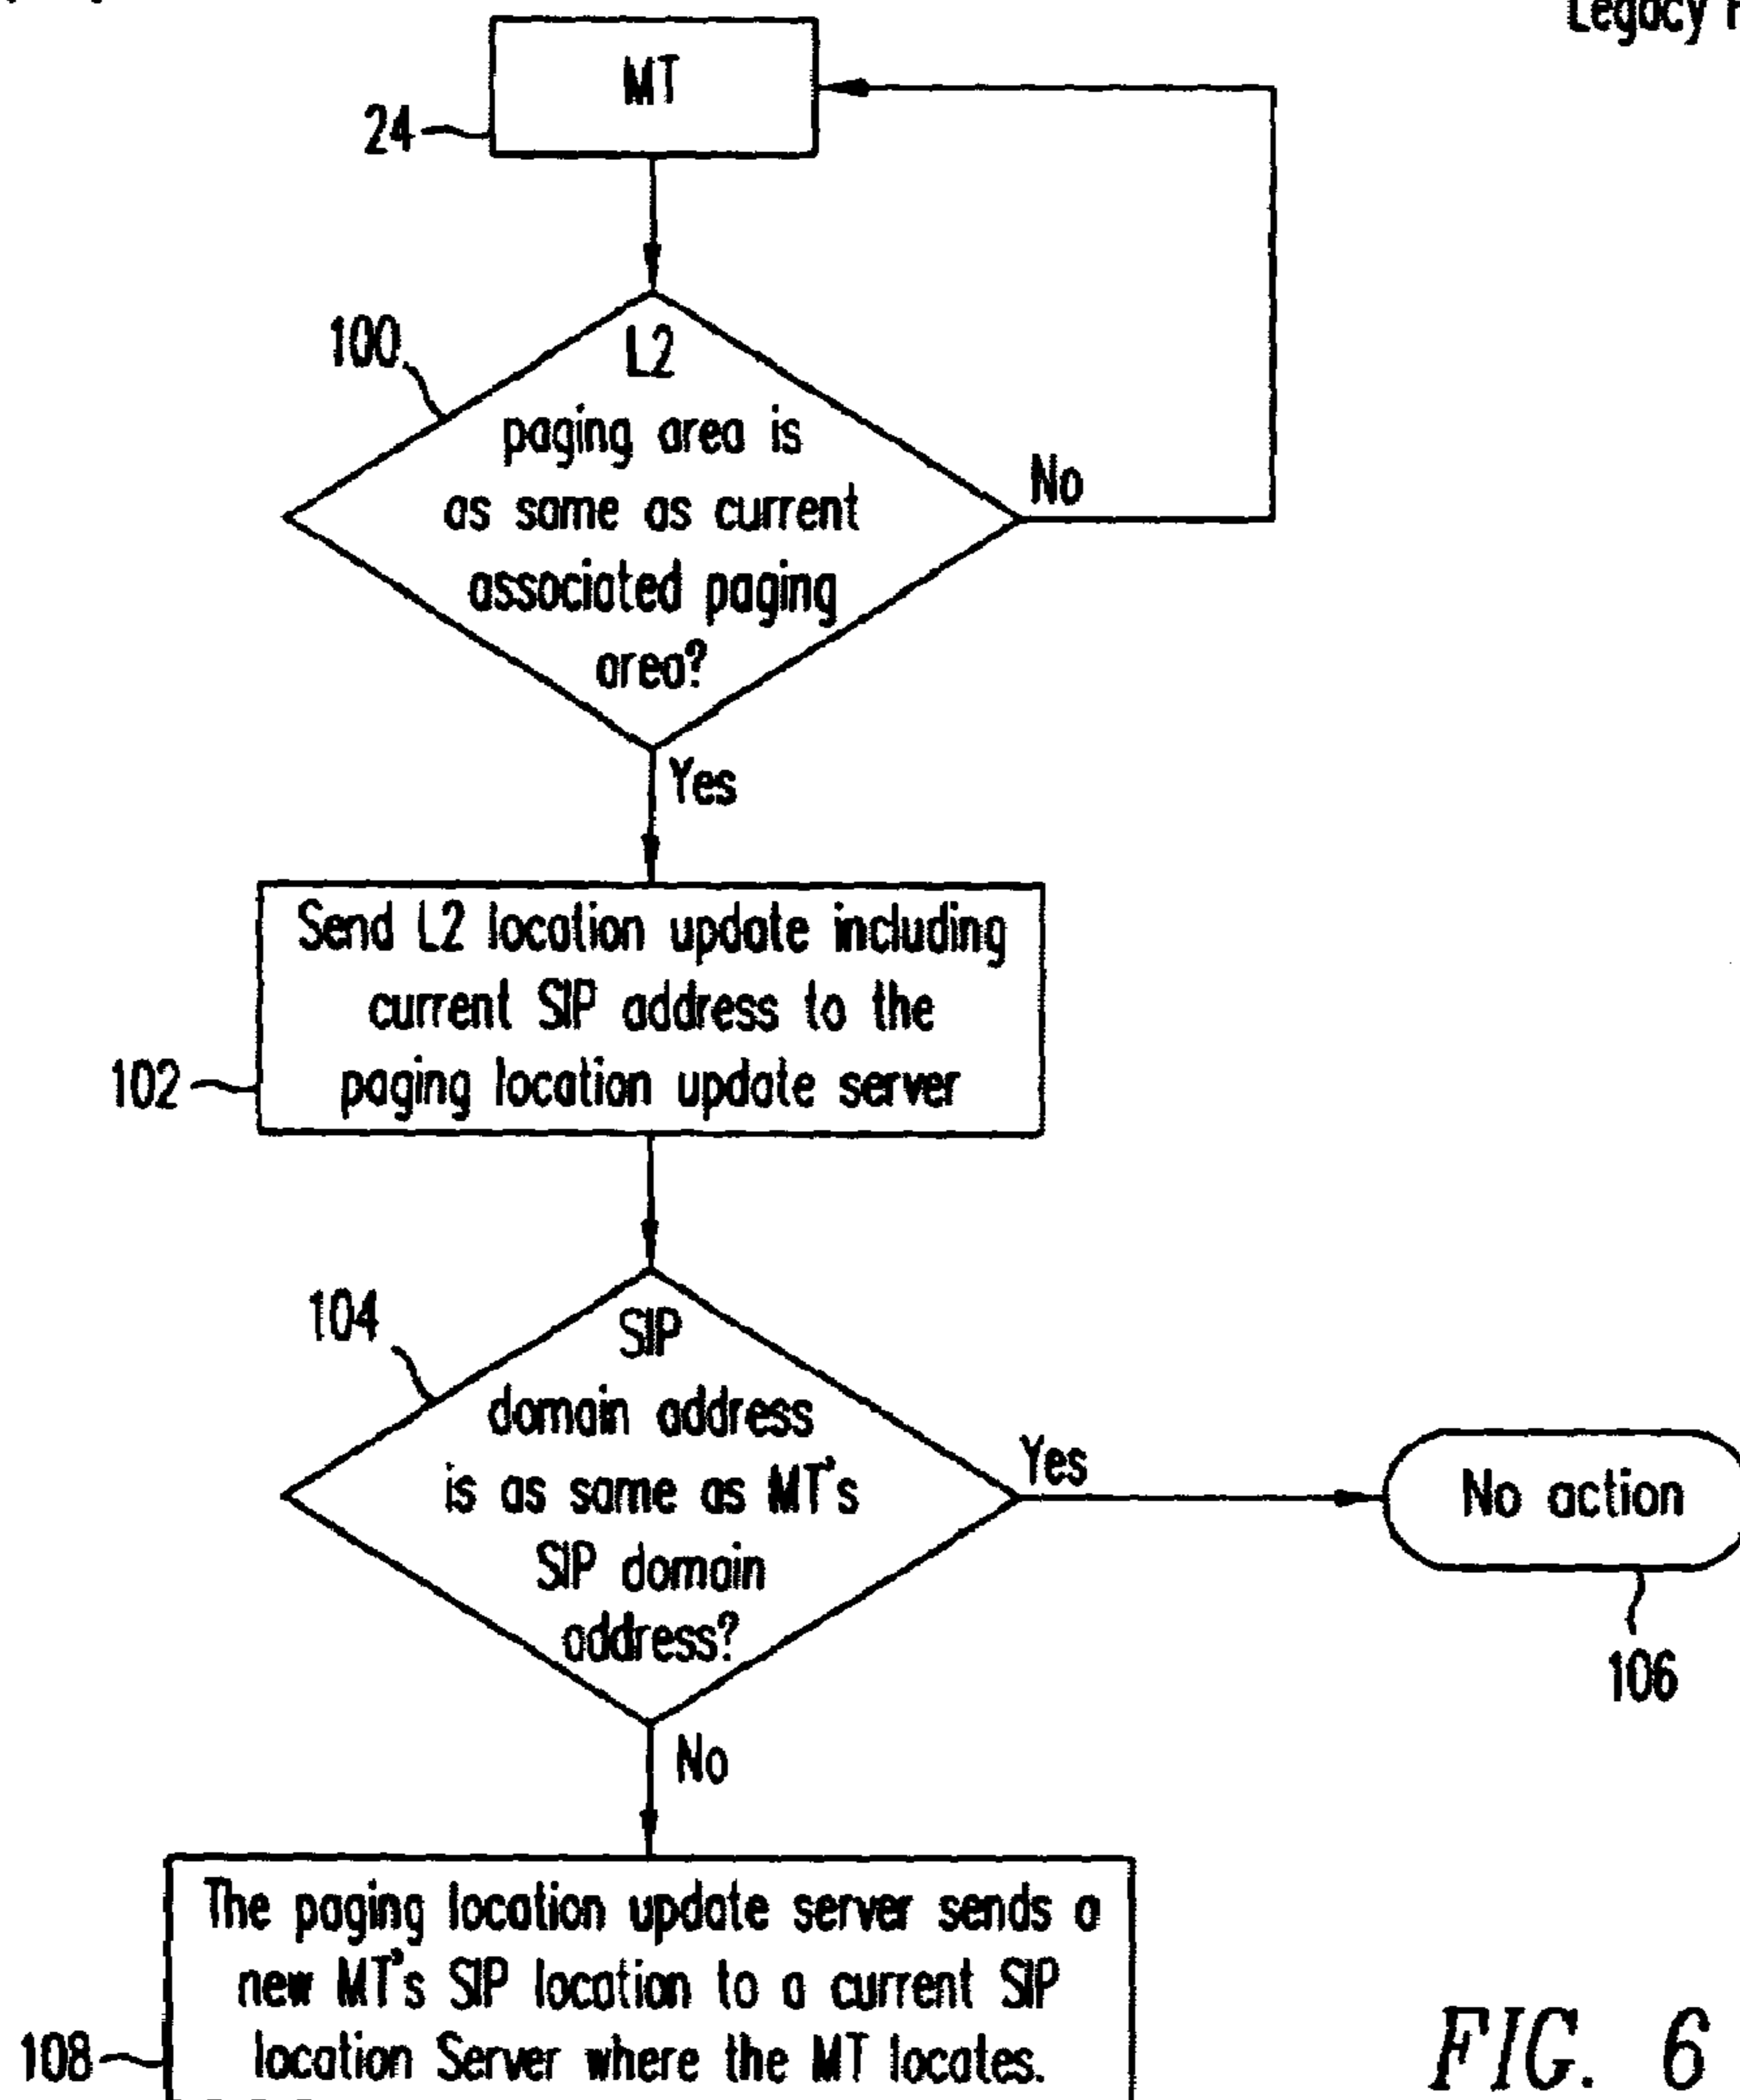 Legacy
MT
24
100
L2
paging area is
as same as current
associated paging
area?
No
Yes
Send L2 location update including
current SIP address to the
paging location update server
102
104
SIP
domain address
is as same as MT's
SIP domain
address?
Yes
No action
106
No
The paging location update server sends a
new MT's SIP location to a current SIP
location Server where the MT locates.
108
FIG. 6